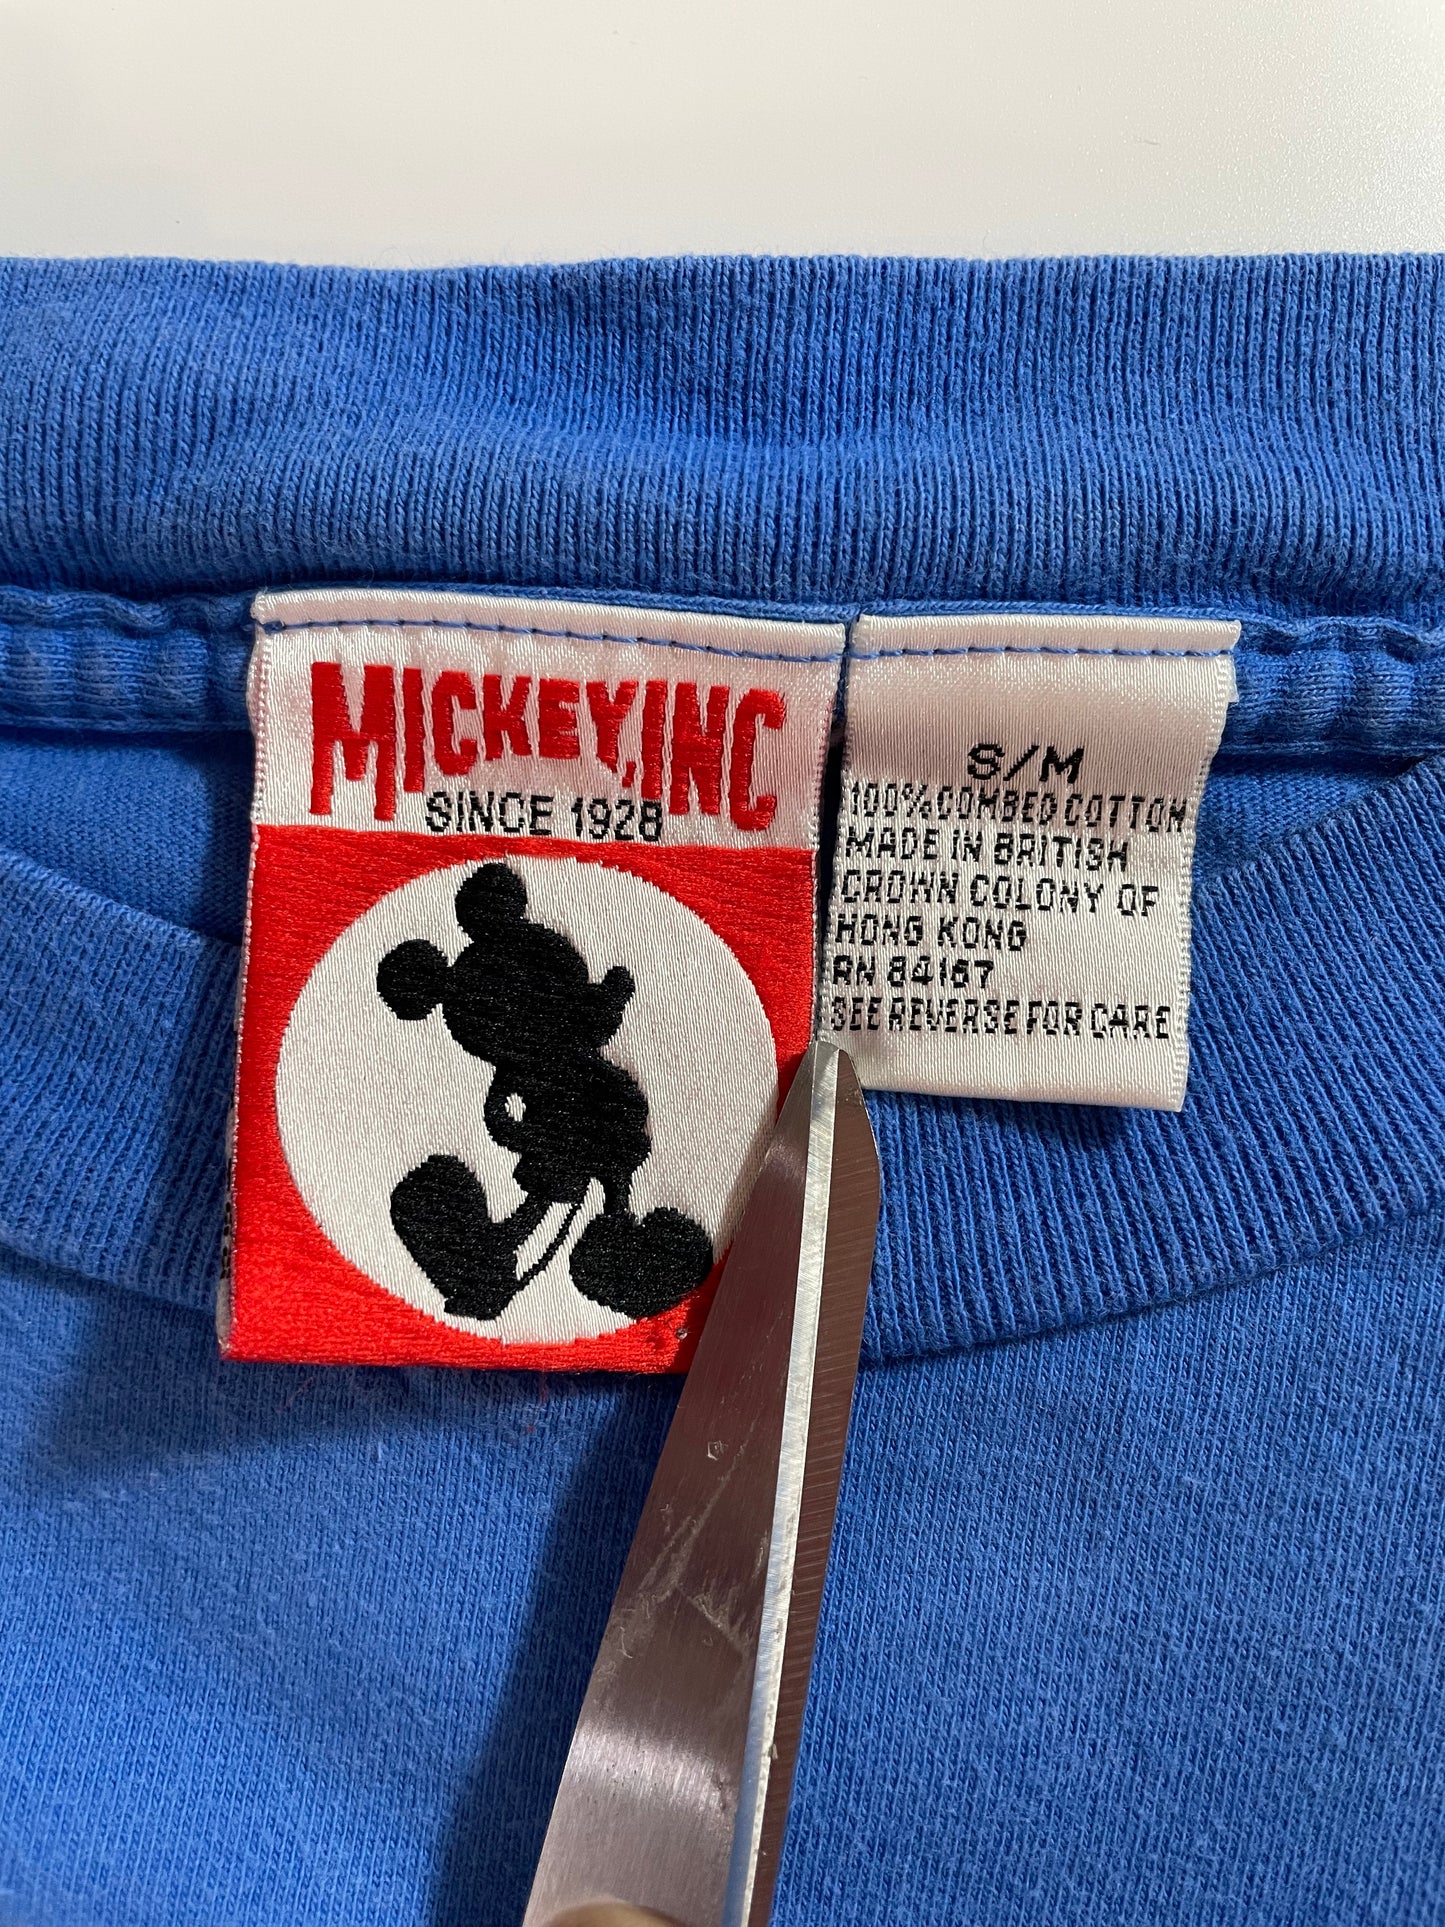 MICKEY, INC
SINCE 1928
S/M
100% COMBED COTTON
MADE IN BRITISH
CROWN COLONY OF
HONG KONG
RN 84167
SEE REVERSE FOR CARE